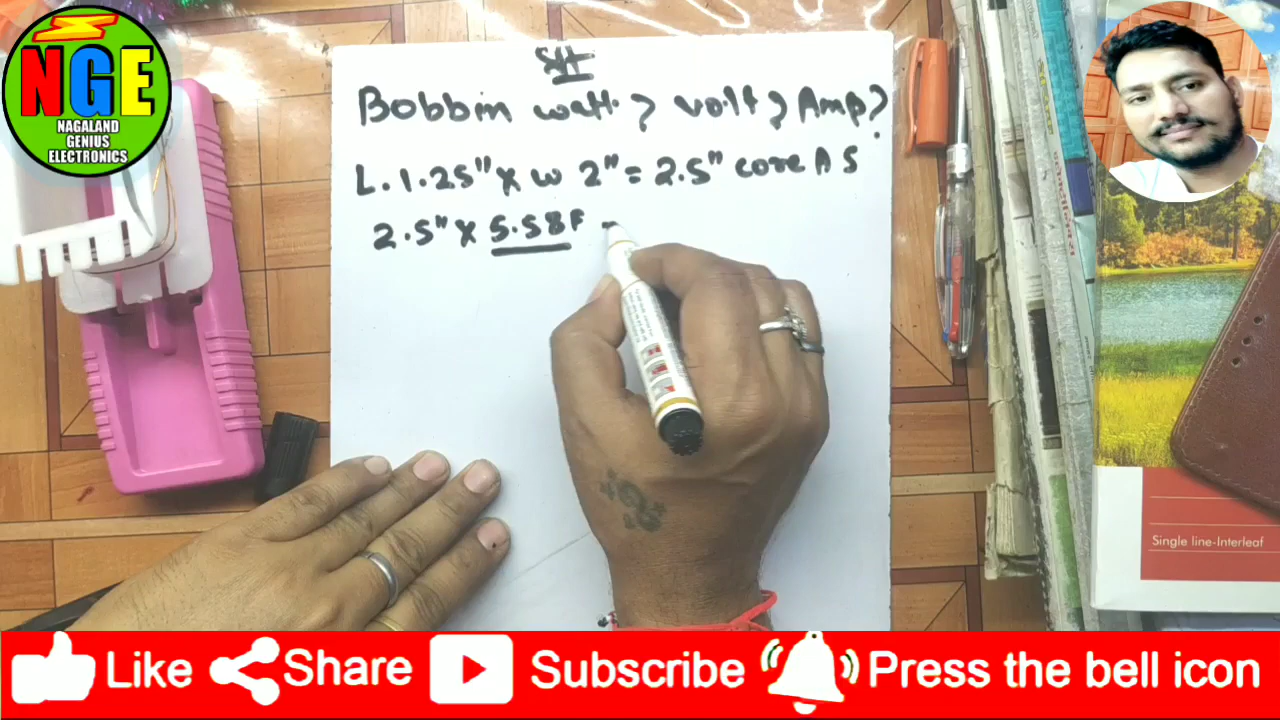 NGE
NAGALAND
GENIUS
ELECTRONICS
Bobbin watt? volt? Amp?
L.1.25" X w 2" = 2.5" core A S
2.5" X 5.58F
Single line-Interleaf
Like
Share
Subscribe
Press the bell icon